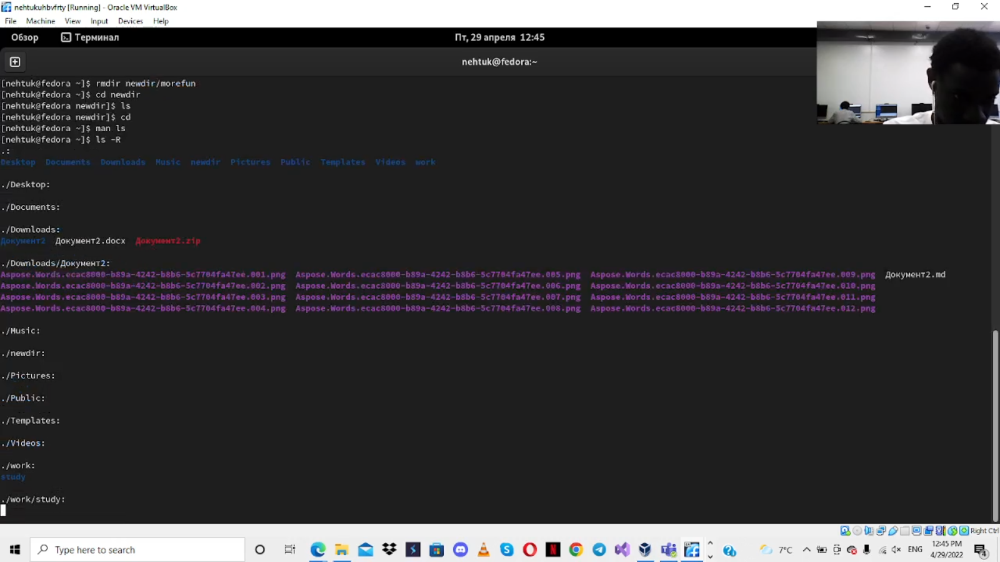 nehtukuhbvfrty [Running] - Oracle VM VirtualBox
File Machine View Input Devices Help
Обзор Терминал Пт, 29 апреля 12:45
nehtuk@fedora:~
[nehtuk@fedora ~]$ rmdir newdir/morefun
[nehtuk@fedora ~]$ cd newdir
[nehtuk@fedora newdir]$ ls
[nehtuk@fedora newdir]$ cd
[nehtuk@fedora ~]$ man ls
[nehtuk@fedora ~]$ ls -R
.:
Desktop Documents Downloads Music newdir Pictures Public Templates Videos work
./Desktop:
./Documents:
./Downloads:
Документ2 Документ2.docx Документ2.zip
./Downloads/Документ2:
Aspose.Words.ecac8000-b89a-4242-b8b6-5c7704fa47ee.001.png Aspose.Words.ecac8000-b89a-4242-b8b6-5c7704fa47ee.005.png Aspose.Words.ecac8000-b89a-4242-b8b6-5c7704fa47ee.009.png Документ2.md
Aspose.Words.ecac8000-b89a-4242-b8b6-5c7704fa47ee.002.png Aspose.Words.ecac8000-b89a-4242-b8b6-5c7704fa47ee.006.png Aspose.Words.ecac8000-b89a-4242-b8b6-5c7704fa47ee.010.png
Aspose.Words.ecac8000-b89a-4242-b8b6-5c7704fa47ee.003.png Aspose.Words.ecac8000-b89a-4242-b8b6-5c7704fa47ee.007.png Aspose.Words.ecac8000-b89a-4242-b8b6-5c7704fa47ee.011.png
Aspose.Words.ecac8000-b89a-4242-b8b6-5c7704fa47ee.004.png Aspose.Words.ecac8000-b89a-4242-b8b6-5c7704fa47ee.008.png Aspose.Words.ecac8000-b89a-4242-b8b6-5c7704fa47ee.012.png
./Music:
./newdir:
./Pictures:
./Public:
./Templates:
./Videos:
./work:
study
./work/study:
Right Ctrl
Type here to search 7°C ENG 12:45 PM
4/29/2022 4